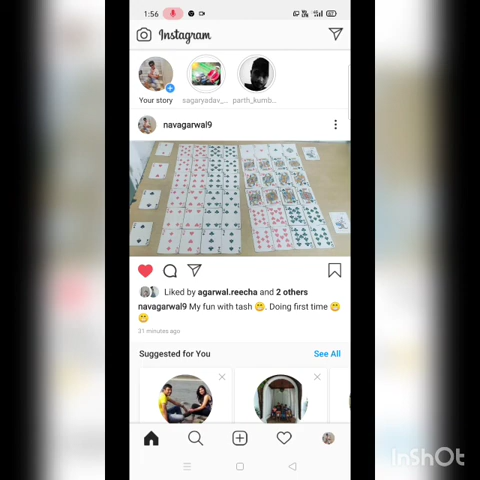 1:56
Instagram
Your story
sagaryadav_...
parth_kumb...
navagarwal9
Liked by agarwal.reecha and 2 others
navagarwal9 My fun with tash 😬. Doing first time 😬
😬
31 minutes ago
Suggested for You
See All
InShOt